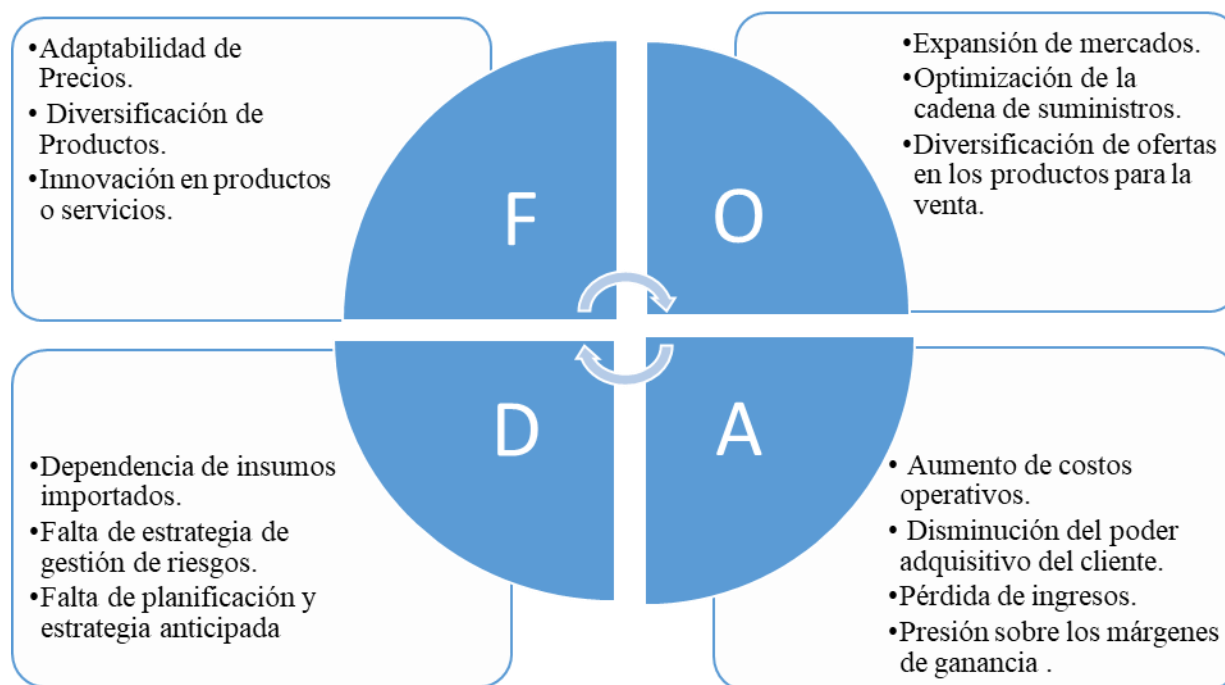 •Adaptabilidad de
Precios.
• Diversificación de
Productos.
•Innovación en productos
o servicios.
F
•Expansión de mercados.
•Optimización de la
cadena de suministros.
•Diversificación de ofertas
en los productos para la
venta.
O
•Dependencia de insumos
importados.
•Falta de estrategia de
gestión de riesgos.
•Falta de planificación y
estrategia anticipada
D
• Aumento de costos
operativos.
• Disminución del poder
adquisitivo del cliente.
•Pérdida de ingresos.
•Presión sobre los márgenes
de ganancia .
A